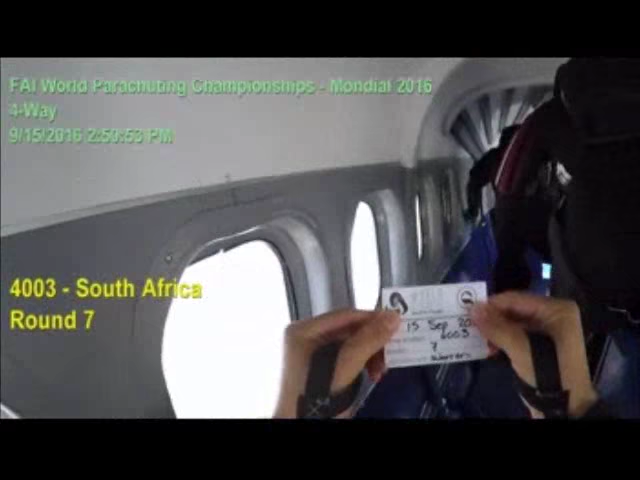 FAI World Parachuting Championships - Mondial 2016
4-Way
9/15/2016 2:59:53 PM
4003 - South Africa
Round 7
15 Sep 20
4003
7